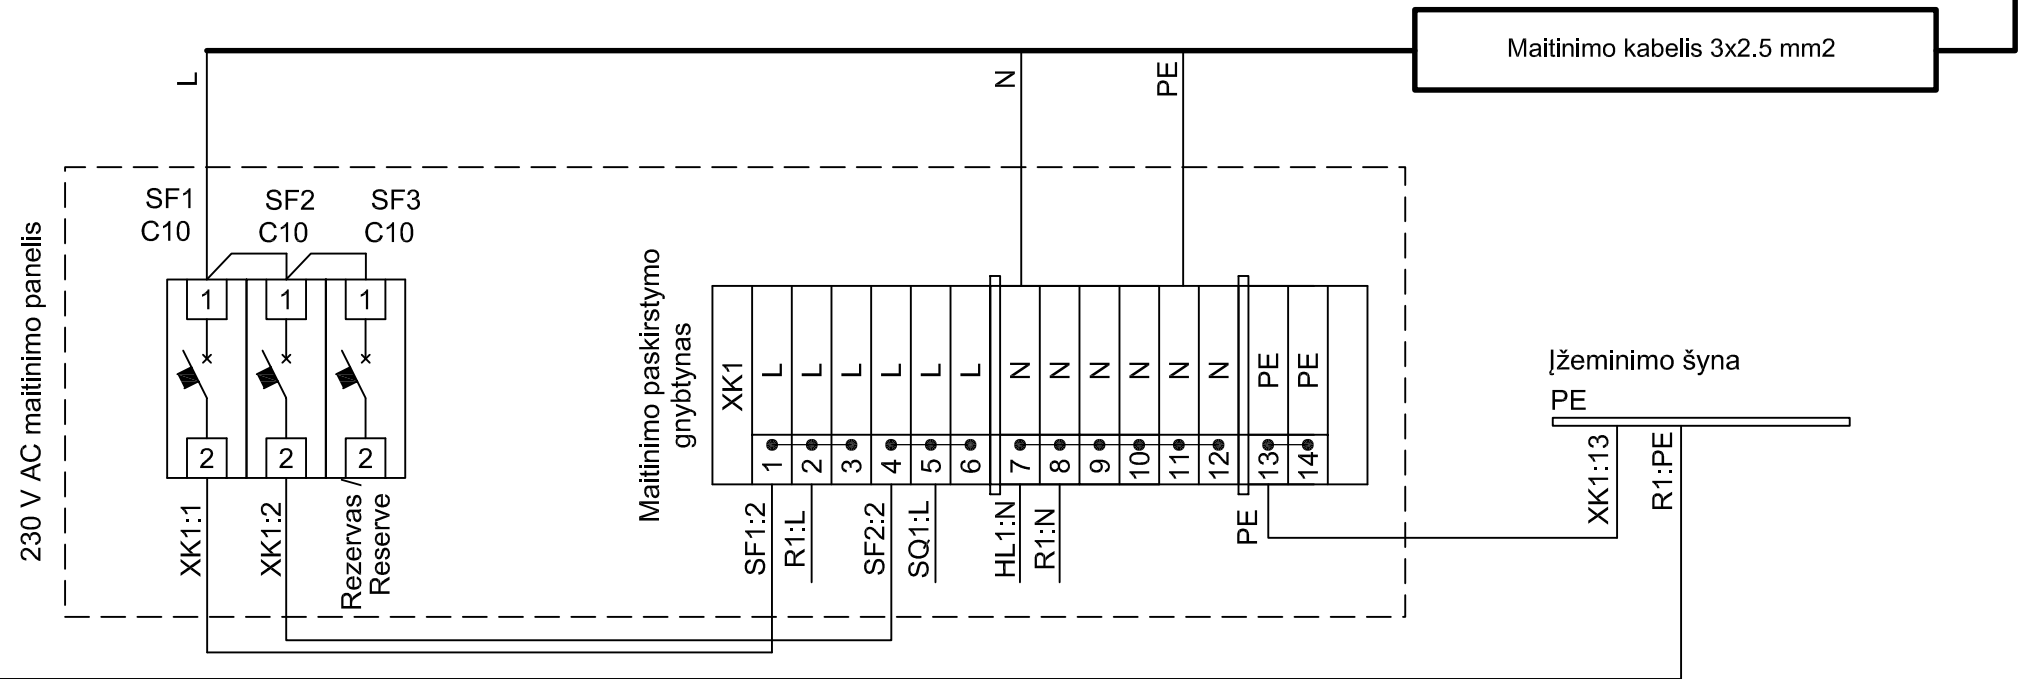 Maitinimo kabelis 3x2.5 mm2
L
N
PE
230 V AC maitinimo panelis
SF1
C10
SF2
C10
SF3
C10
1
1
1
2
2
2
XK1:1
XK1:2
Rezervas /
Reserve
Maitinimo paskirstymo
gnybtynas
XK1
L
L
L
L
L
L
N
N
N
N
N
N
PE
PE
1
2
3
4
5
6
7
8
9
10
11
12
13
14
SF1:2
R1:L
SF2:2
SQ1:L
HL1:N
R1:N
PE
Įžeminimo šyna
PE
XK1:13
R1:PE